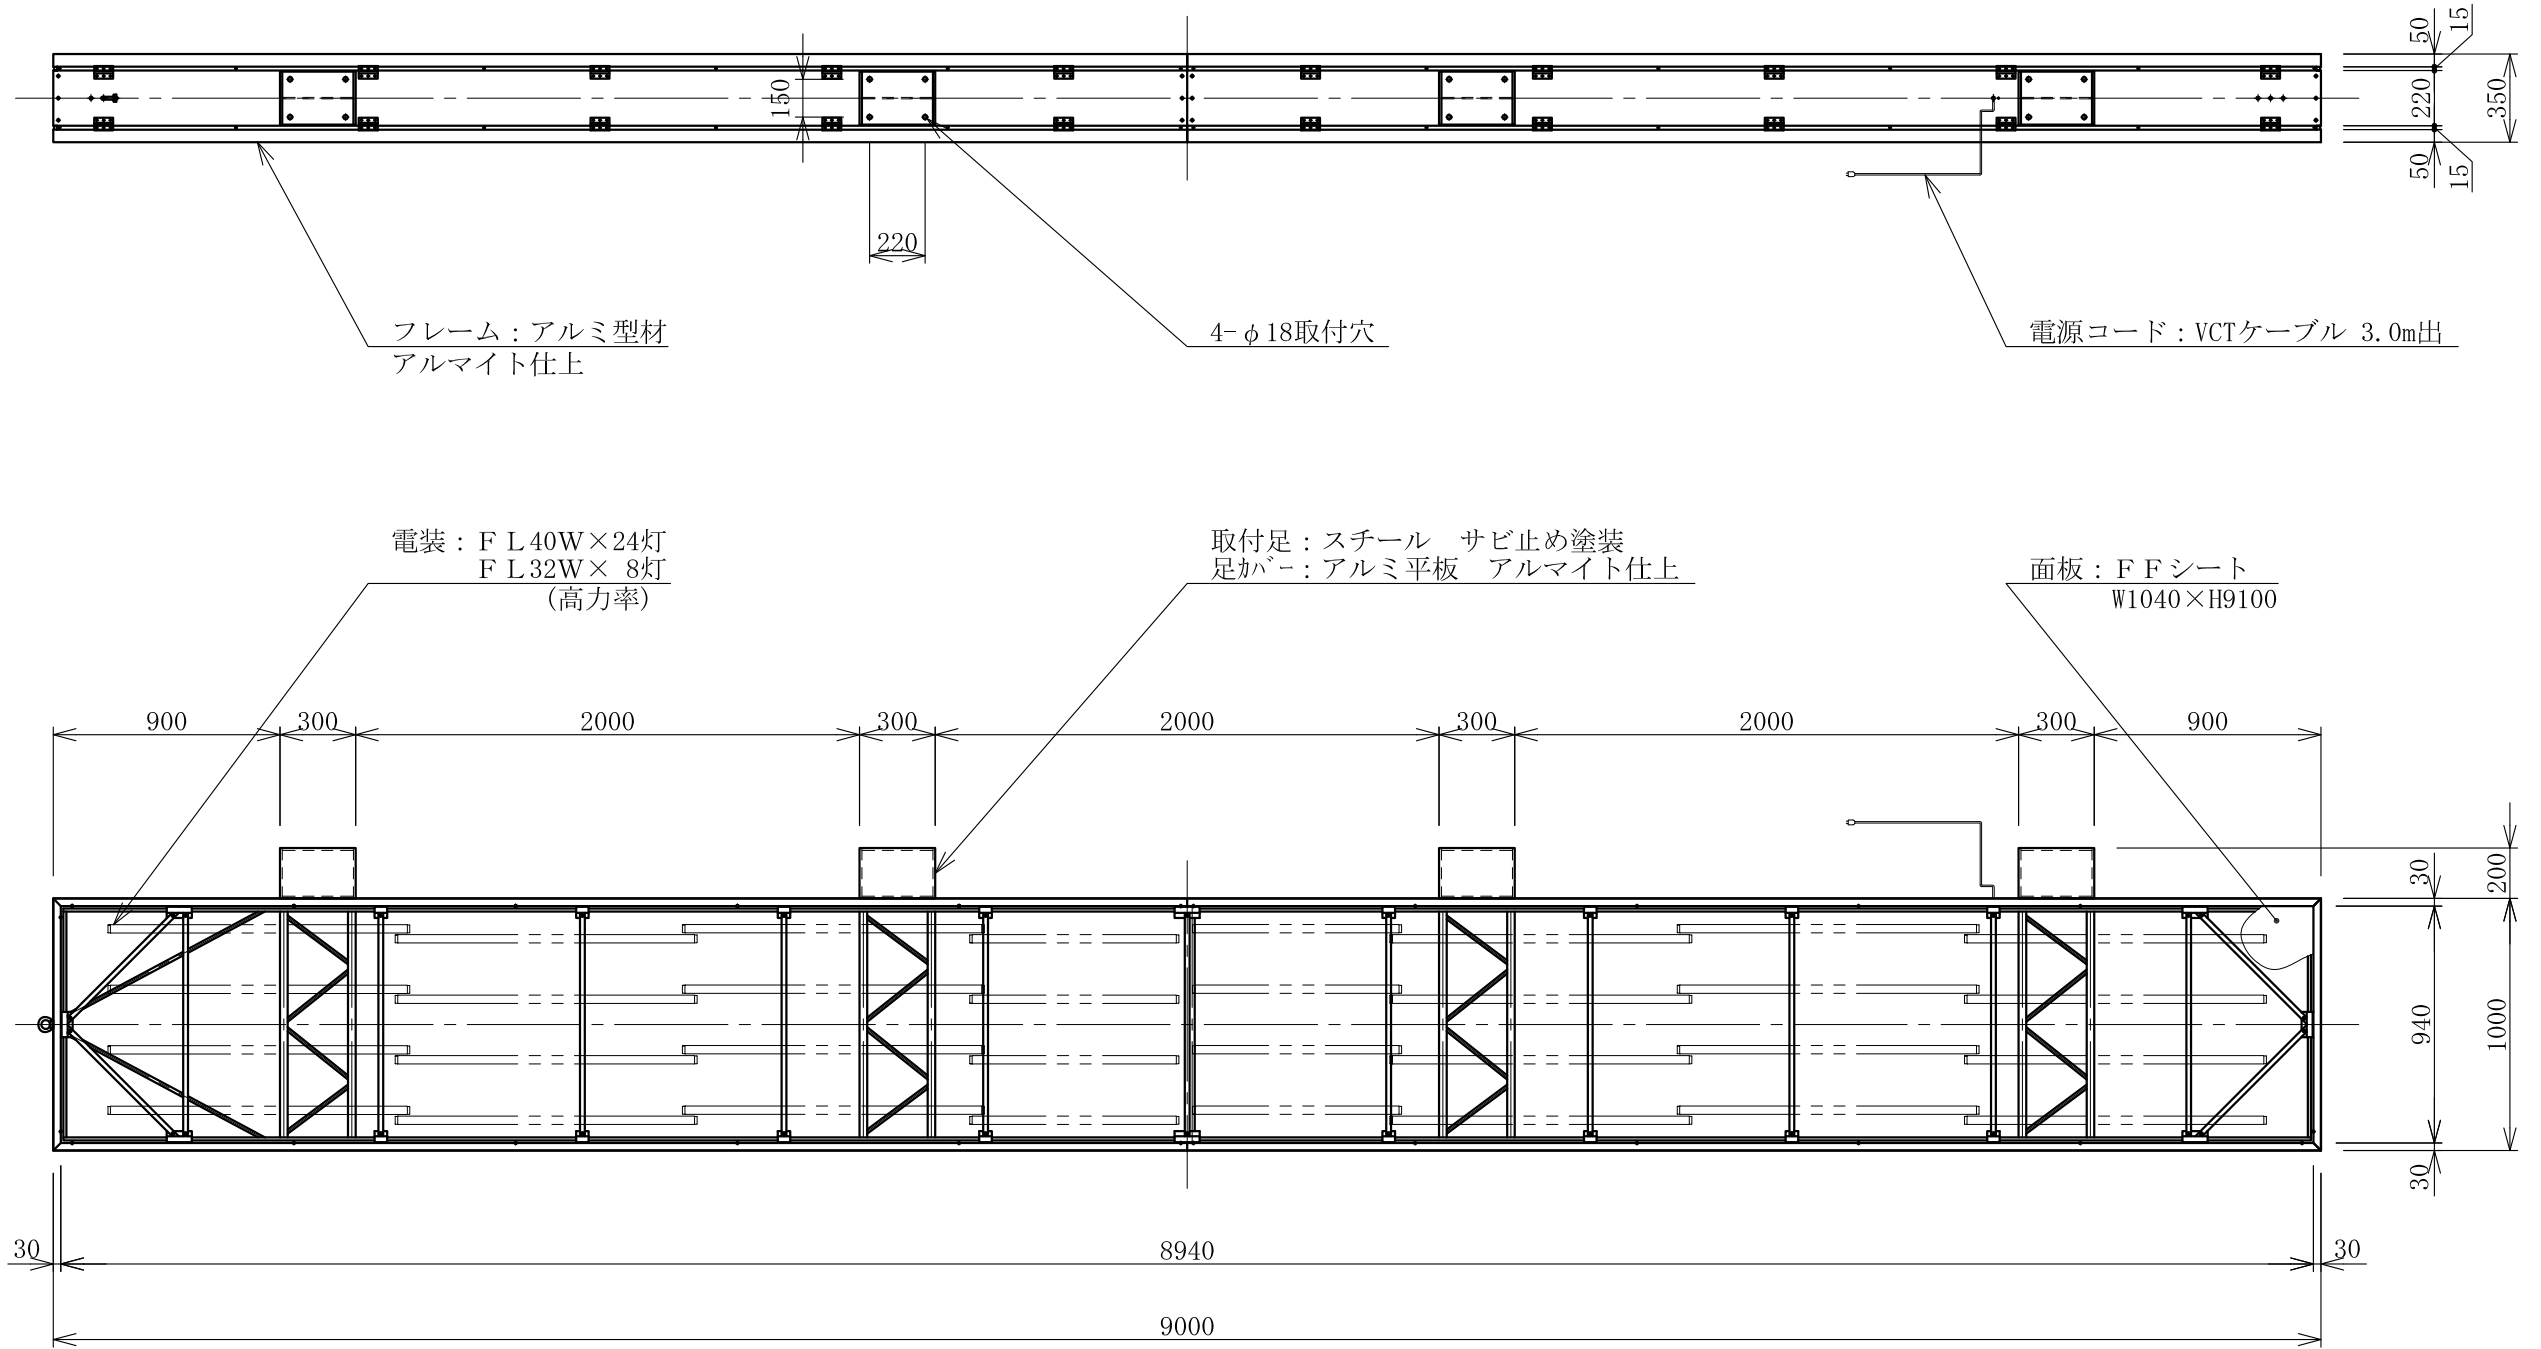 50
15
150
220
350
50
15
220
フレーム：アルミ型材
アルマイト仕上
4-φ18取付穴
電源コード：VCTケーブル 3.0m出
電装：ＦＬ40Ｗ×24灯
ＦＬ32Ｗ× 8灯
(高力率)
取付足：スチール　サビ止め塗装
足ｶﾊﾞｰ：アルミ平板　アルマイト仕上
面板：ＦＦシート
W1040×H9100
900
300
2000
300
2000
300
2000
300
900
30
200
940
1000
30
30
8940
30
9000